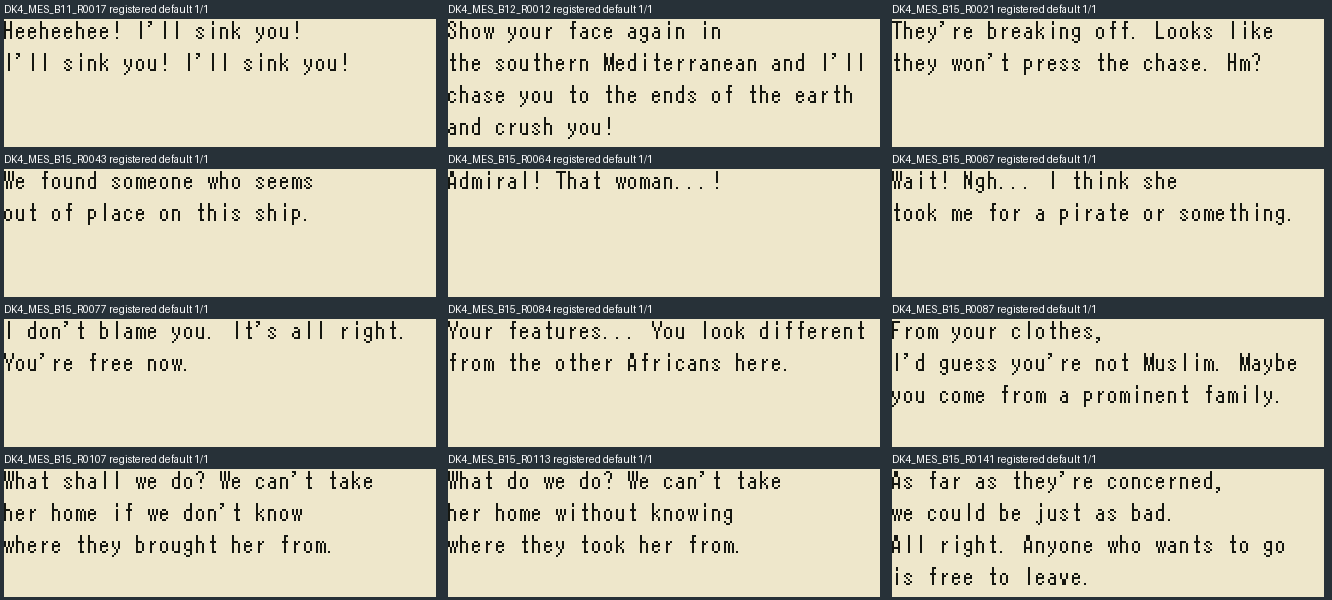 DK4_MES_B11_R0017 registered default 1/1
Heeheehee! I'll sink you!
I'll sink you! I'll sink you!
DK4_MES_B12_R0012 registered default 1/1
Show your face again in
the southern Mediterranean and I'll
chase you to the ends of the earth
and crush you!
DK4_MES_B15_R0021 registered default 1/1
They're breaking off. Looks like
they won't press the chase. Hm?
DK4_MES_B15_R0043 registered default 1/1
We found someone who seems
out of place on this ship.
DK4_MES_B15_R0064 registered default 1/1
Admiral! That woman...!
DK4_MES_B15_R0067 registered default 1/1
Wait! Ngh... I think she
took me for a pirate or something.
DK4_MES_B15_R0077 registered default 1/1
I don't blame you. It's all right.
You're free now.
DK4_MES_B15_R0084 registered default 1/1
Your features... You look different
from the other Africans here.
DK4_MES_B15_R0087 registered default 1/1
From your clothes,
I'd guess you're not Muslim. Maybe
you come from a prominent family.
DK4_MES_B15_R0107 registered default 1/1
What shall we do? We can't take
her home if we don't know
where they brought her from.
DK4_MES_B15_R0113 registered default 1/1
What do we do? We can't take
her home without knowing
where they took her from.
DK4_MES_B15_R0141 registered default 1/1
As far as they're concerned,
we could be just as bad.
All right. Anyone who wants to go
is free to leave.